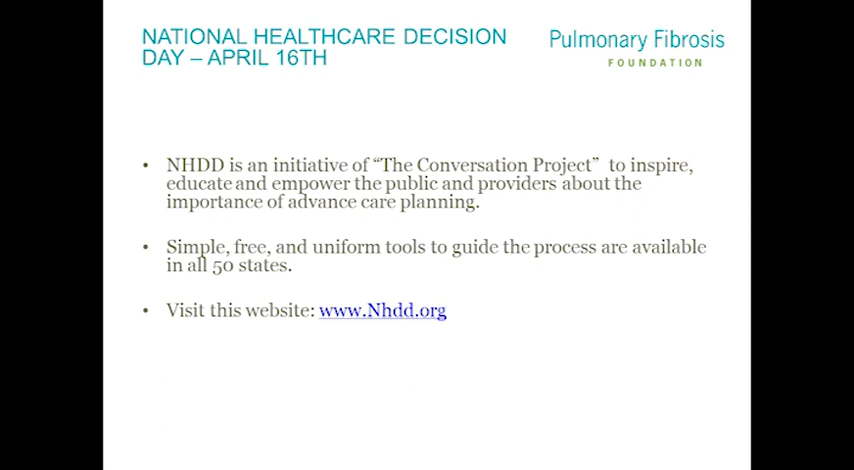 NATIONAL HEALTHCARE DECISION
DAY – APRIL 16TH
Pulmonary Fibrosis
FOUNDATION
• NHDD is an initiative of “The Conversation Project” to inspire,
educate and empower the public and providers about the
importance of advance care planning.
• Simple, free, and uniform tools to guide the process are available
in all 50 states.
• Visit this website: www.Nhdd.org